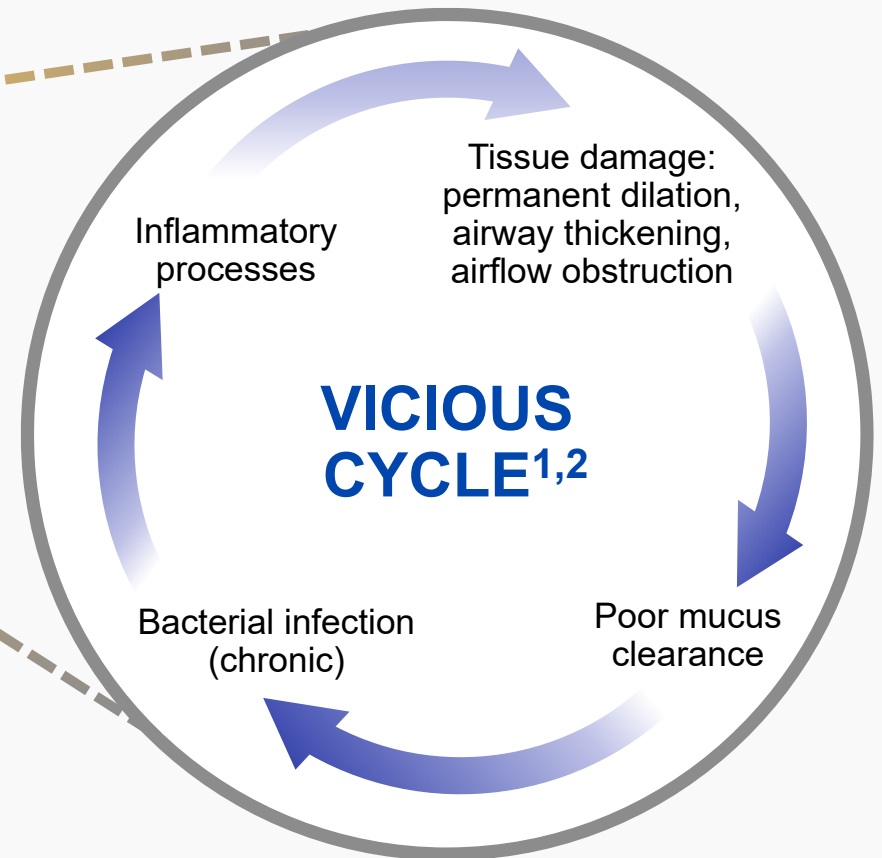 Tissue damage:
permanent dilation,
airway thickening,
airflow obstruction
Inflammatory
processes
VICIOUS
CYCLE1,2
Bacterial infection
(chronic)
Poor mucus
clearance